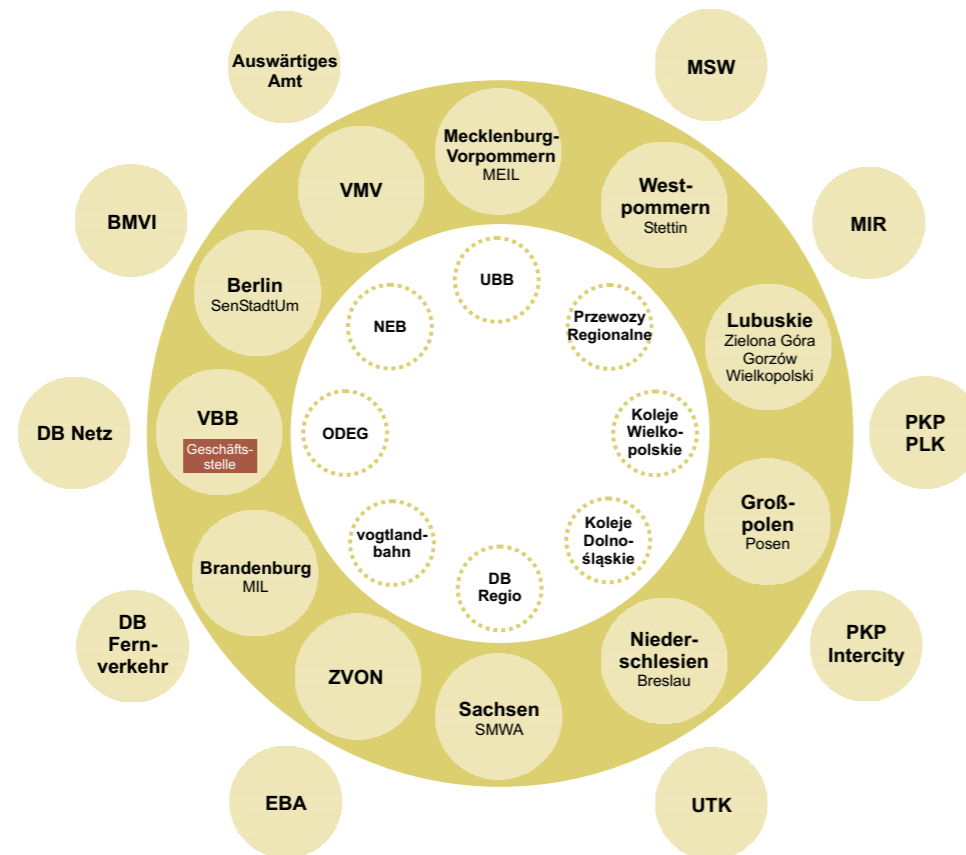 Auswärtiges
Amt
MSW
Mecklenburg-
Vorpommern
MEIL
VMV
West-
pommern
Stettin
BMVI
MIR
Berlin
SenStadtUm
UBB
NEB
Przewozy
Regionalne
Lubuskie
Zielona Góra
Gorzów
Wielkopolski
DB Netz
VBB
Geschäfts-
stelle
ODEG
Koleje
Wielko-
polskie
PKP
PLK
Groß-
polen
Posen
vogtland-
bahn
Koleje
Dolno-
śląskie
Brandenburg
MIL
DB
Regio
DB
Fern-
verkehr
Nieder-
schlesien
Breslau
PKP
Intercity
ZVON
Sachsen
SMWA
EBA
UTK